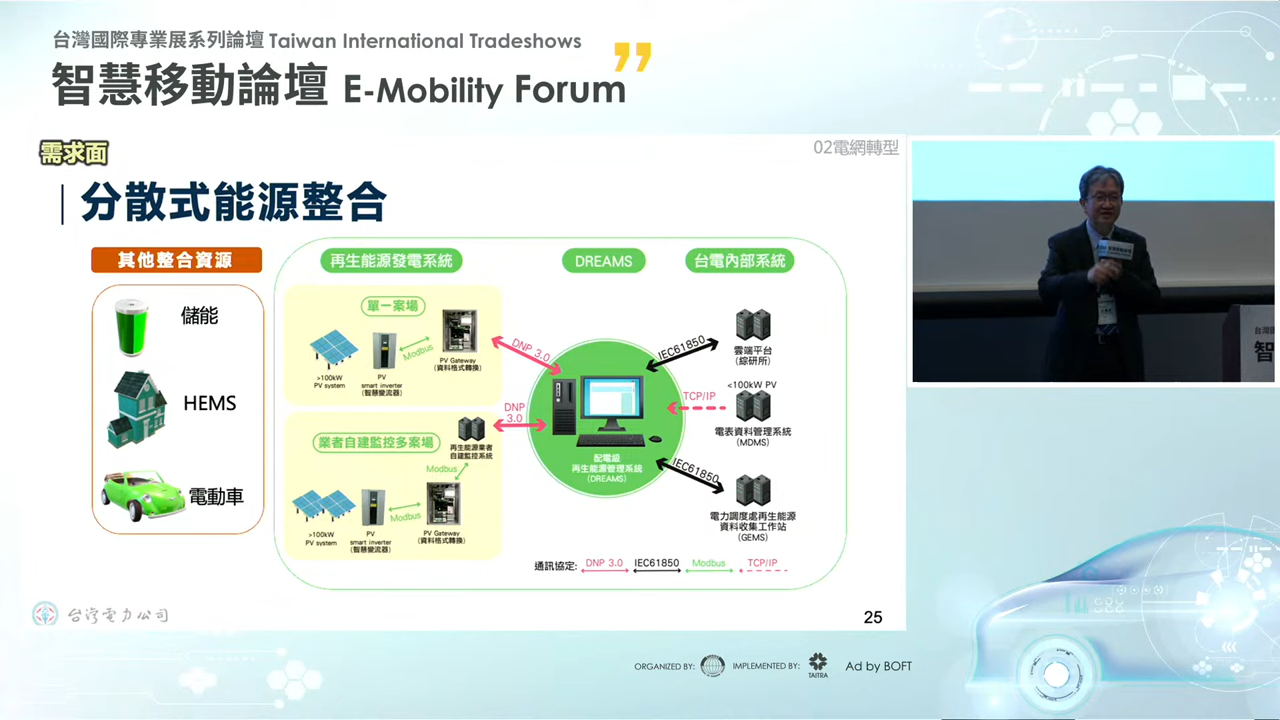 台灣國際專業展系列論壇 Taiwan International Tradeshows
智慧移動論壇 E-Mobility Forum
需求面
02電網轉型
分散式能源整合
其他整合資源
儲能
HEMS
電動車
再生能源發電系統
DREAMS
台電內部系統
單一案場
>100kW
PV system
PV
smart inverter
(智慧變流器)
Modbus
PV Gateway
(資料格式轉換)
DNP 3.0
業者自建監控多案場
再生能源業者
自建監控系統
Modbus
>100kW
PV system
PV
smart inverter
(智慧變流器)
Modbus
PV Gateway
(資料格式轉換)
DNP
3.0
配電級
再生能源管理系統
(DREAMS)
IEC61850
雲端平台
(綜研所)
TCP/IP
<100kW PV
電表資料管理系統
(MDMS)
IEC61850
電力調度處再生能源
資料收集工作站
(GEMS)
通訊協定: DNP 3.0 IEC61850 Modbus TCP/IP
台灣電力公司
25
ORGANIZED BY: IMPLEMENTED BY: TAITRA Ad by BOFT